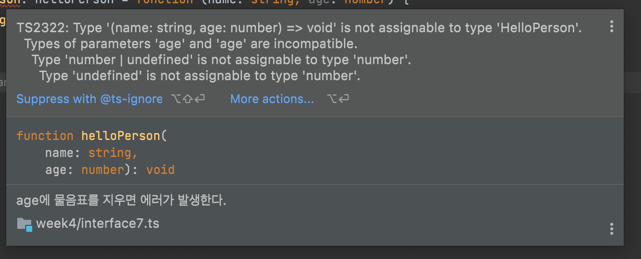 son: helloPerson = function (name: string, age: number) {
TS2322: Type '(name: string, age: number) => void' is not assignable to type 'HelloPerson'.
Types of parameters 'age' and 'age' are incompatible.
Type 'number | undefined' is not assignable to type 'number'.
Type 'undefined' is not assignable to type 'number'.
Suppress with @ts-ignore ⌥⇧⏎ More actions... ⌥⏎
function helloPerson(
name: string,
age: number): void
age에 물음표를 지우면 에러가 발생한다.
week4/interface7.ts